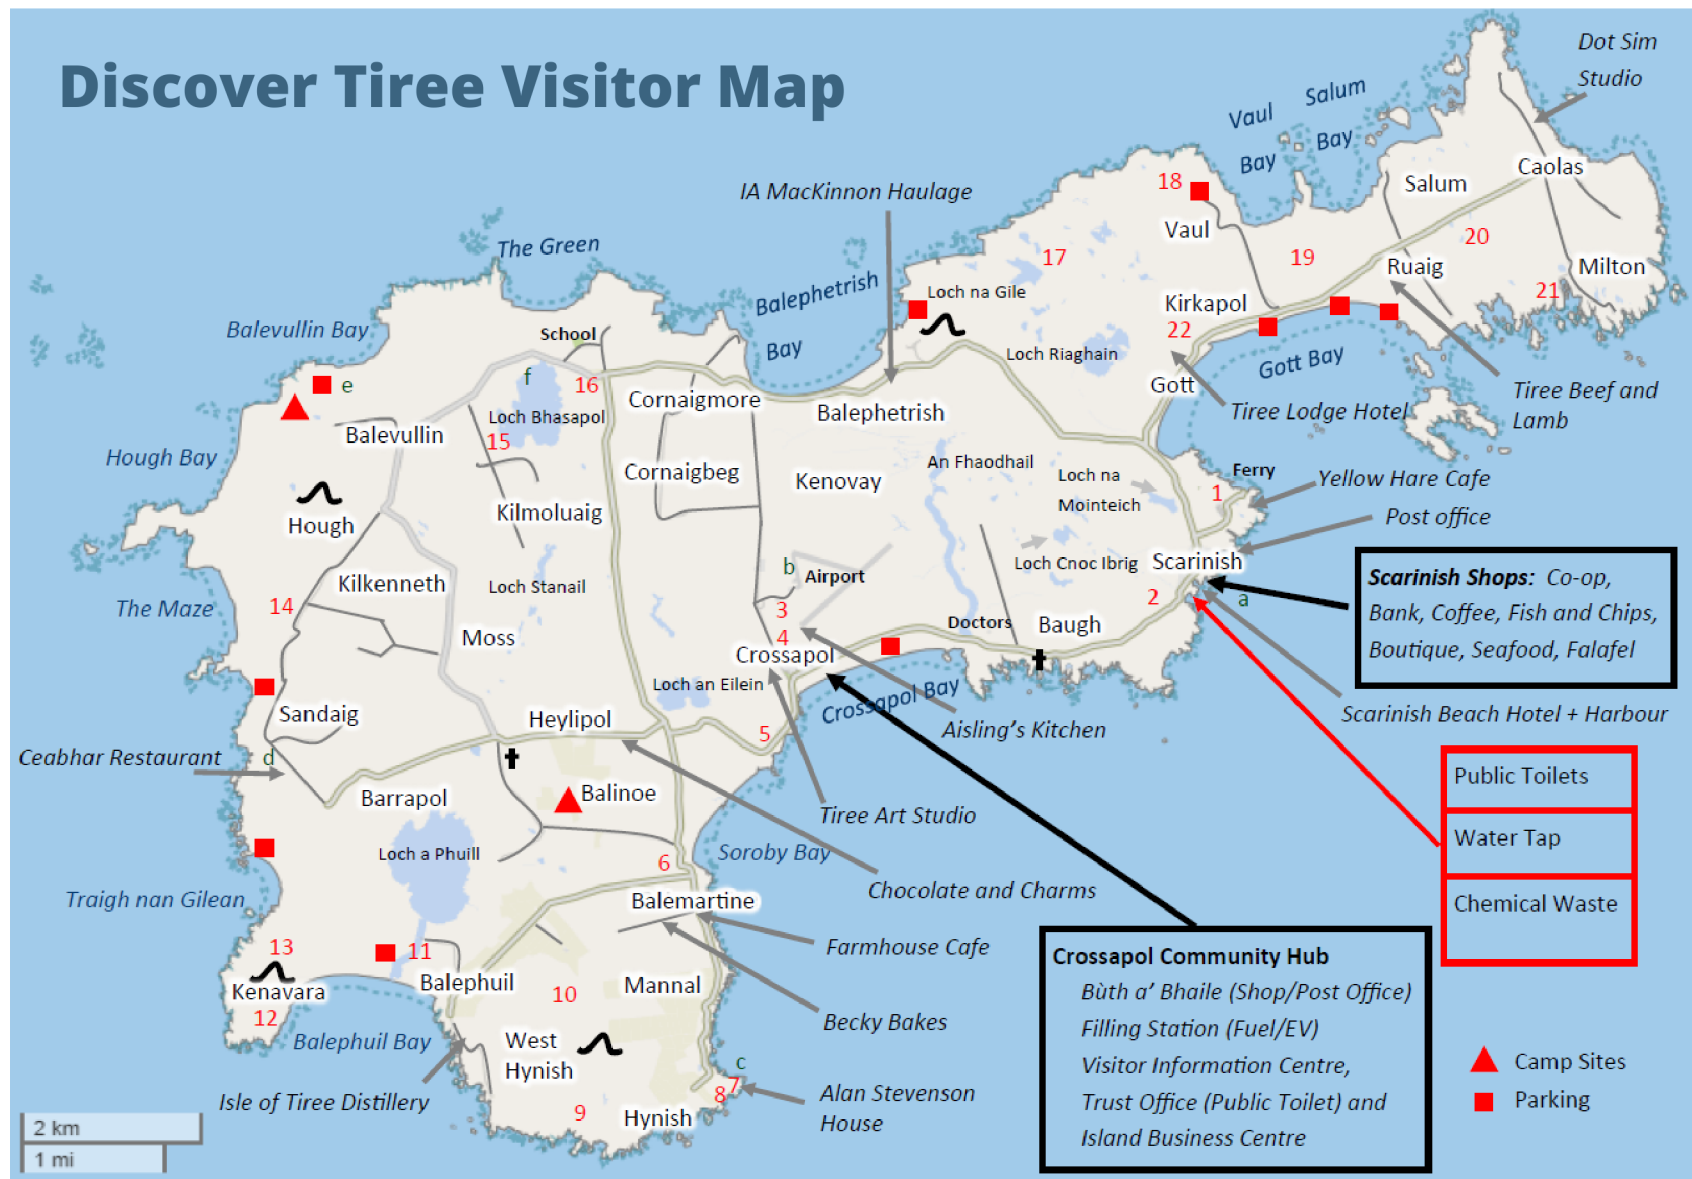 Discover Tiree Visitor Map
Dot Sim
Studio
Vaul
Bay
Salum
Bay
Caolas
Salum
IA MacKinnon Haulage
18
Vaul
The Green
17
19
20
Ruaig
Milton
21
Balephetrish
Bay
Loch na Gile
Kirkapol
22
Balevullin Bay
School
Loch Riaghain
Gott Bay
Gott
Tiree Beef and
Lamb
Tiree Lodge Hotel
e
f
16
Cornaigmore
Balephetrish
Loch Bhasapol
15
Balevullin
Hough Bay
Cornaigbeg
Kenovay
An Fhaodhail
Loch na
Mointeich
Ferry
1
Yellow Hare Cafe
Post office
Hough
Kilmoluaig
Scarinish
Loch Cnoc Ibrig
b
Airport
Kilkenneth
Loch Stanail
The Maze
14
3
4
2
a
Scarinish Shops: Co-op,
Bank, Coffee, Fish and Chips,
Boutique, Seafood, Falafel
Doctors
Baugh
Moss
Crossapol
Loch an Eilein
Crossapol Bay
Scarinish Beach Hotel + Harbour
Sandaig
Heylipol
5
Aisling's Kitchen
Ceabhar Restaurant
d
Public Toilets
Water Tap
Chemical Waste
Barrapol
Balinoe
Tiree Art Studio
Loch a Phuill
6
Soroby Bay
Traigh nan Gilean
Balemartine
Chocolate and Charms
Farmhouse Cafe
13
11
Kenavara
12
Balephuil
10
Mannal
Becky Bakes
Balephuil Bay
West
Hynish
c
7
8
Alan Stevenson
House
Isle of Tiree Distillery
9
Hynish
Crossapol Community Hub
Bùth a' Bhaile (Shop/Post Office)
Filling Station (Fuel/EV)
Visitor Information Centre,
Trust Office (Public Toilet) and
Island Business Centre
Camp Sites
Parking
2 km
1 mi